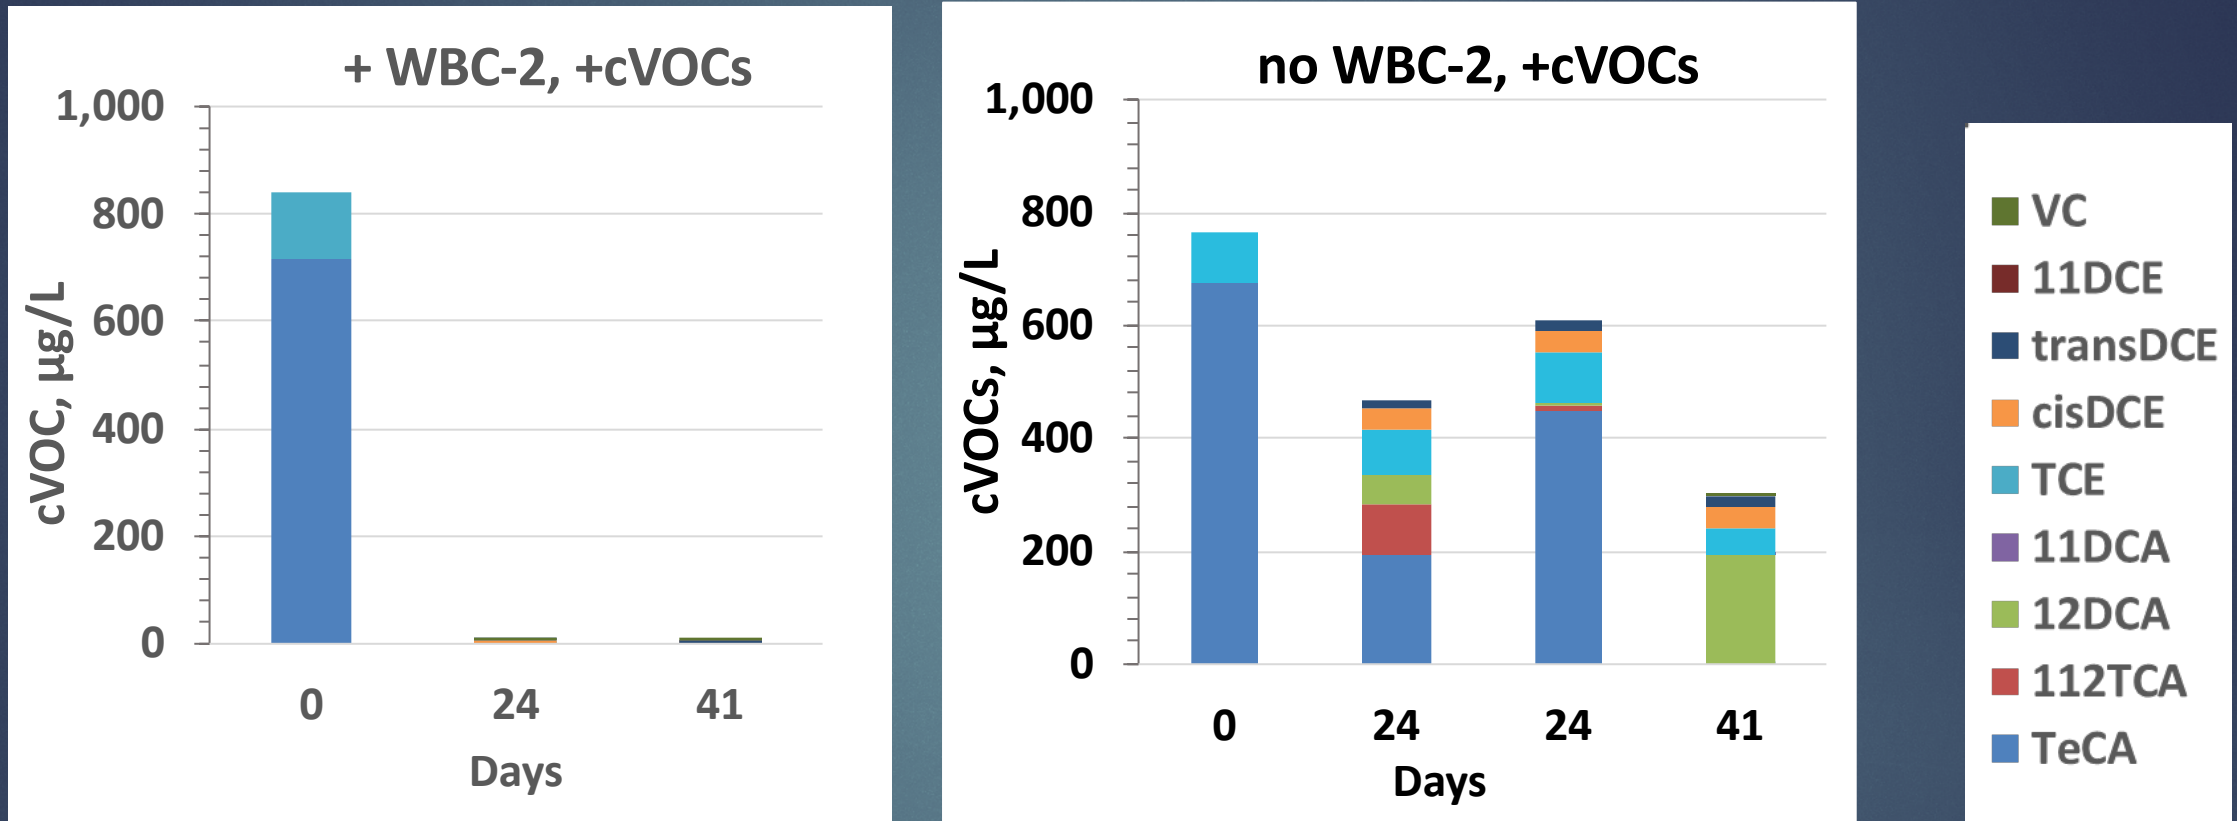 + WBC-2, +cVOCs
1,000
800
600
400
200
0
cVOC, µg/L
0 24 41
Days
no WBC-2, +cVOCs
1,000
800
600
400
200
0
cVOCs, µg/L
0 24 24 41
Days
VC
11DCE
transDCE
cisDCE
TCE
11DCA
12DCA
112TCA
TeCA